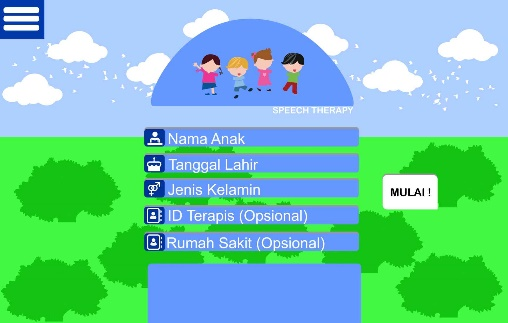 SPEECH THERAPY
Nama Anak
Tanggal Lahir
Jenis Kelamin
ID Terapis (Opsional)
Rumah Sakit (Opsional)
MULAI !